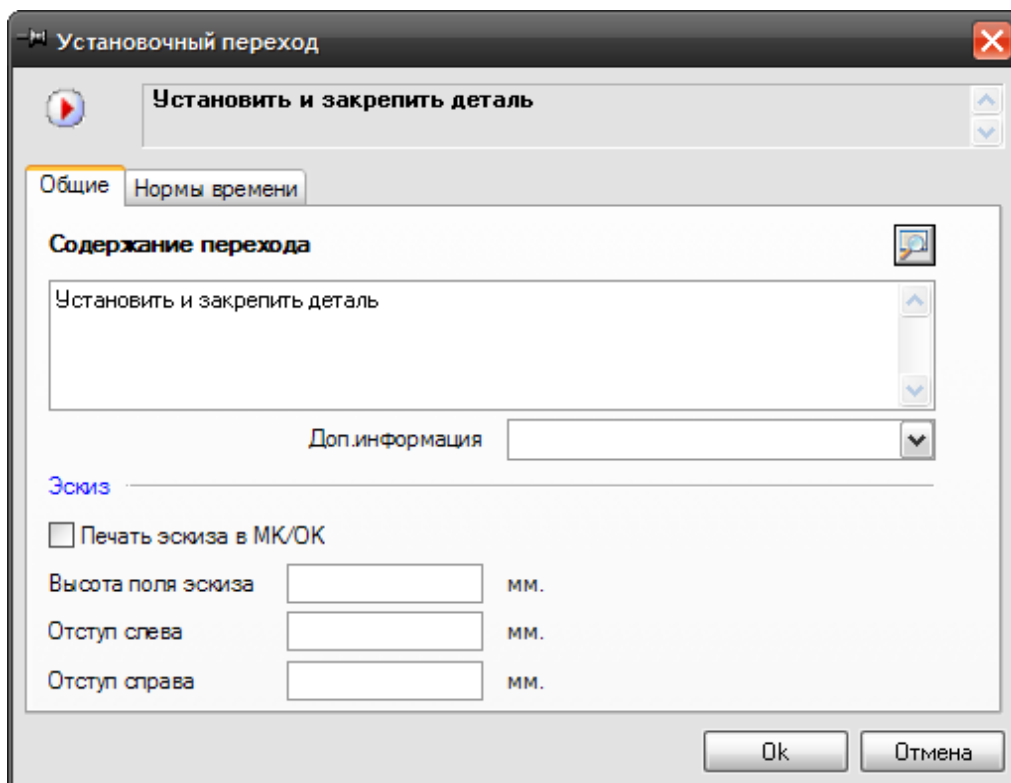 Установочный переход
Установить и закрепить деталь
Общие Нормы времени
Содержание перехода
Установить и закрепить деталь
Доп.информация
Эскиз
Печать эскиза в МК/ОК
Высота поля эскиза мм.
Отступ слева мм.
Отступ справа мм.
Ok Отмена